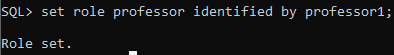 SQL> set role professor identified by professor1;
Role set.